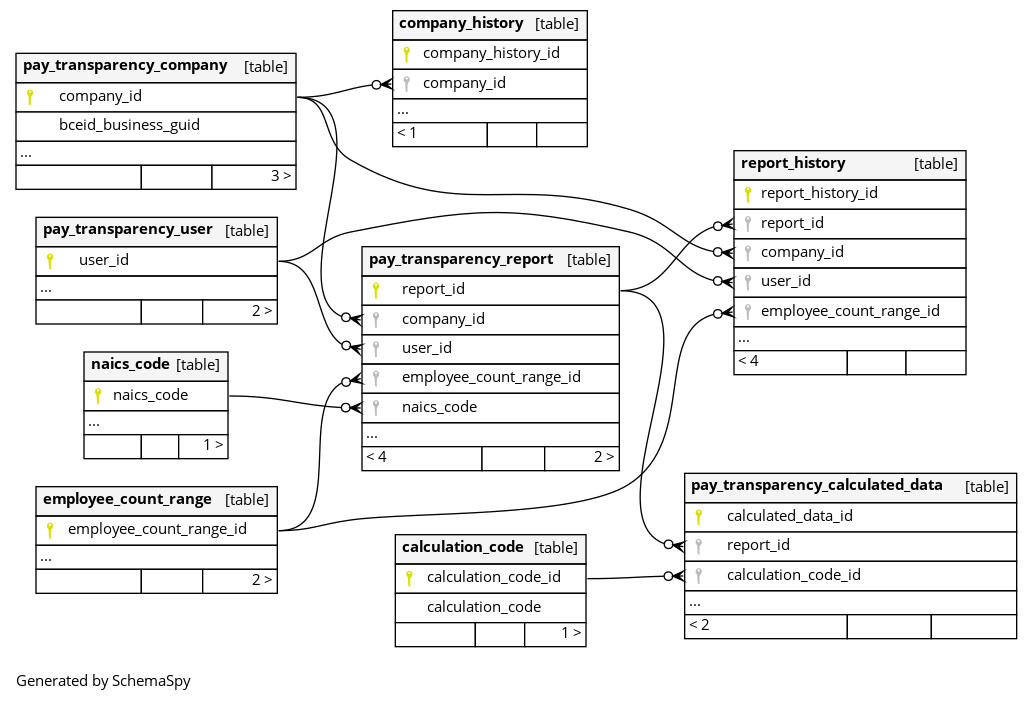 company_history [table]
company_history_id
company_id
...
< 1
pay_transparency_company [table]
company_id
bceid_business_guid
...
3 >
report_history [table]
report_history_id
report_id
company_id
user_id
employee_count_range_id
...
< 4
pay_transparency_user [table]
user_id
...
2 >
pay_transparency_report [table]
report_id
company_id
user_id
employee_count_range_id
naics_code
...
< 4 2 >
naics_code [table]
naics_code
...
1 >
employee_count_range [table]
employee_count_range_id
...
2 >
pay_transparency_calculated_data [table]
calculated_data_id
report_id
calculation_code_id
...
< 2
calculation_code [table]
calculation_code_id
calculation_code
1 >
Generated by SchemaSpy